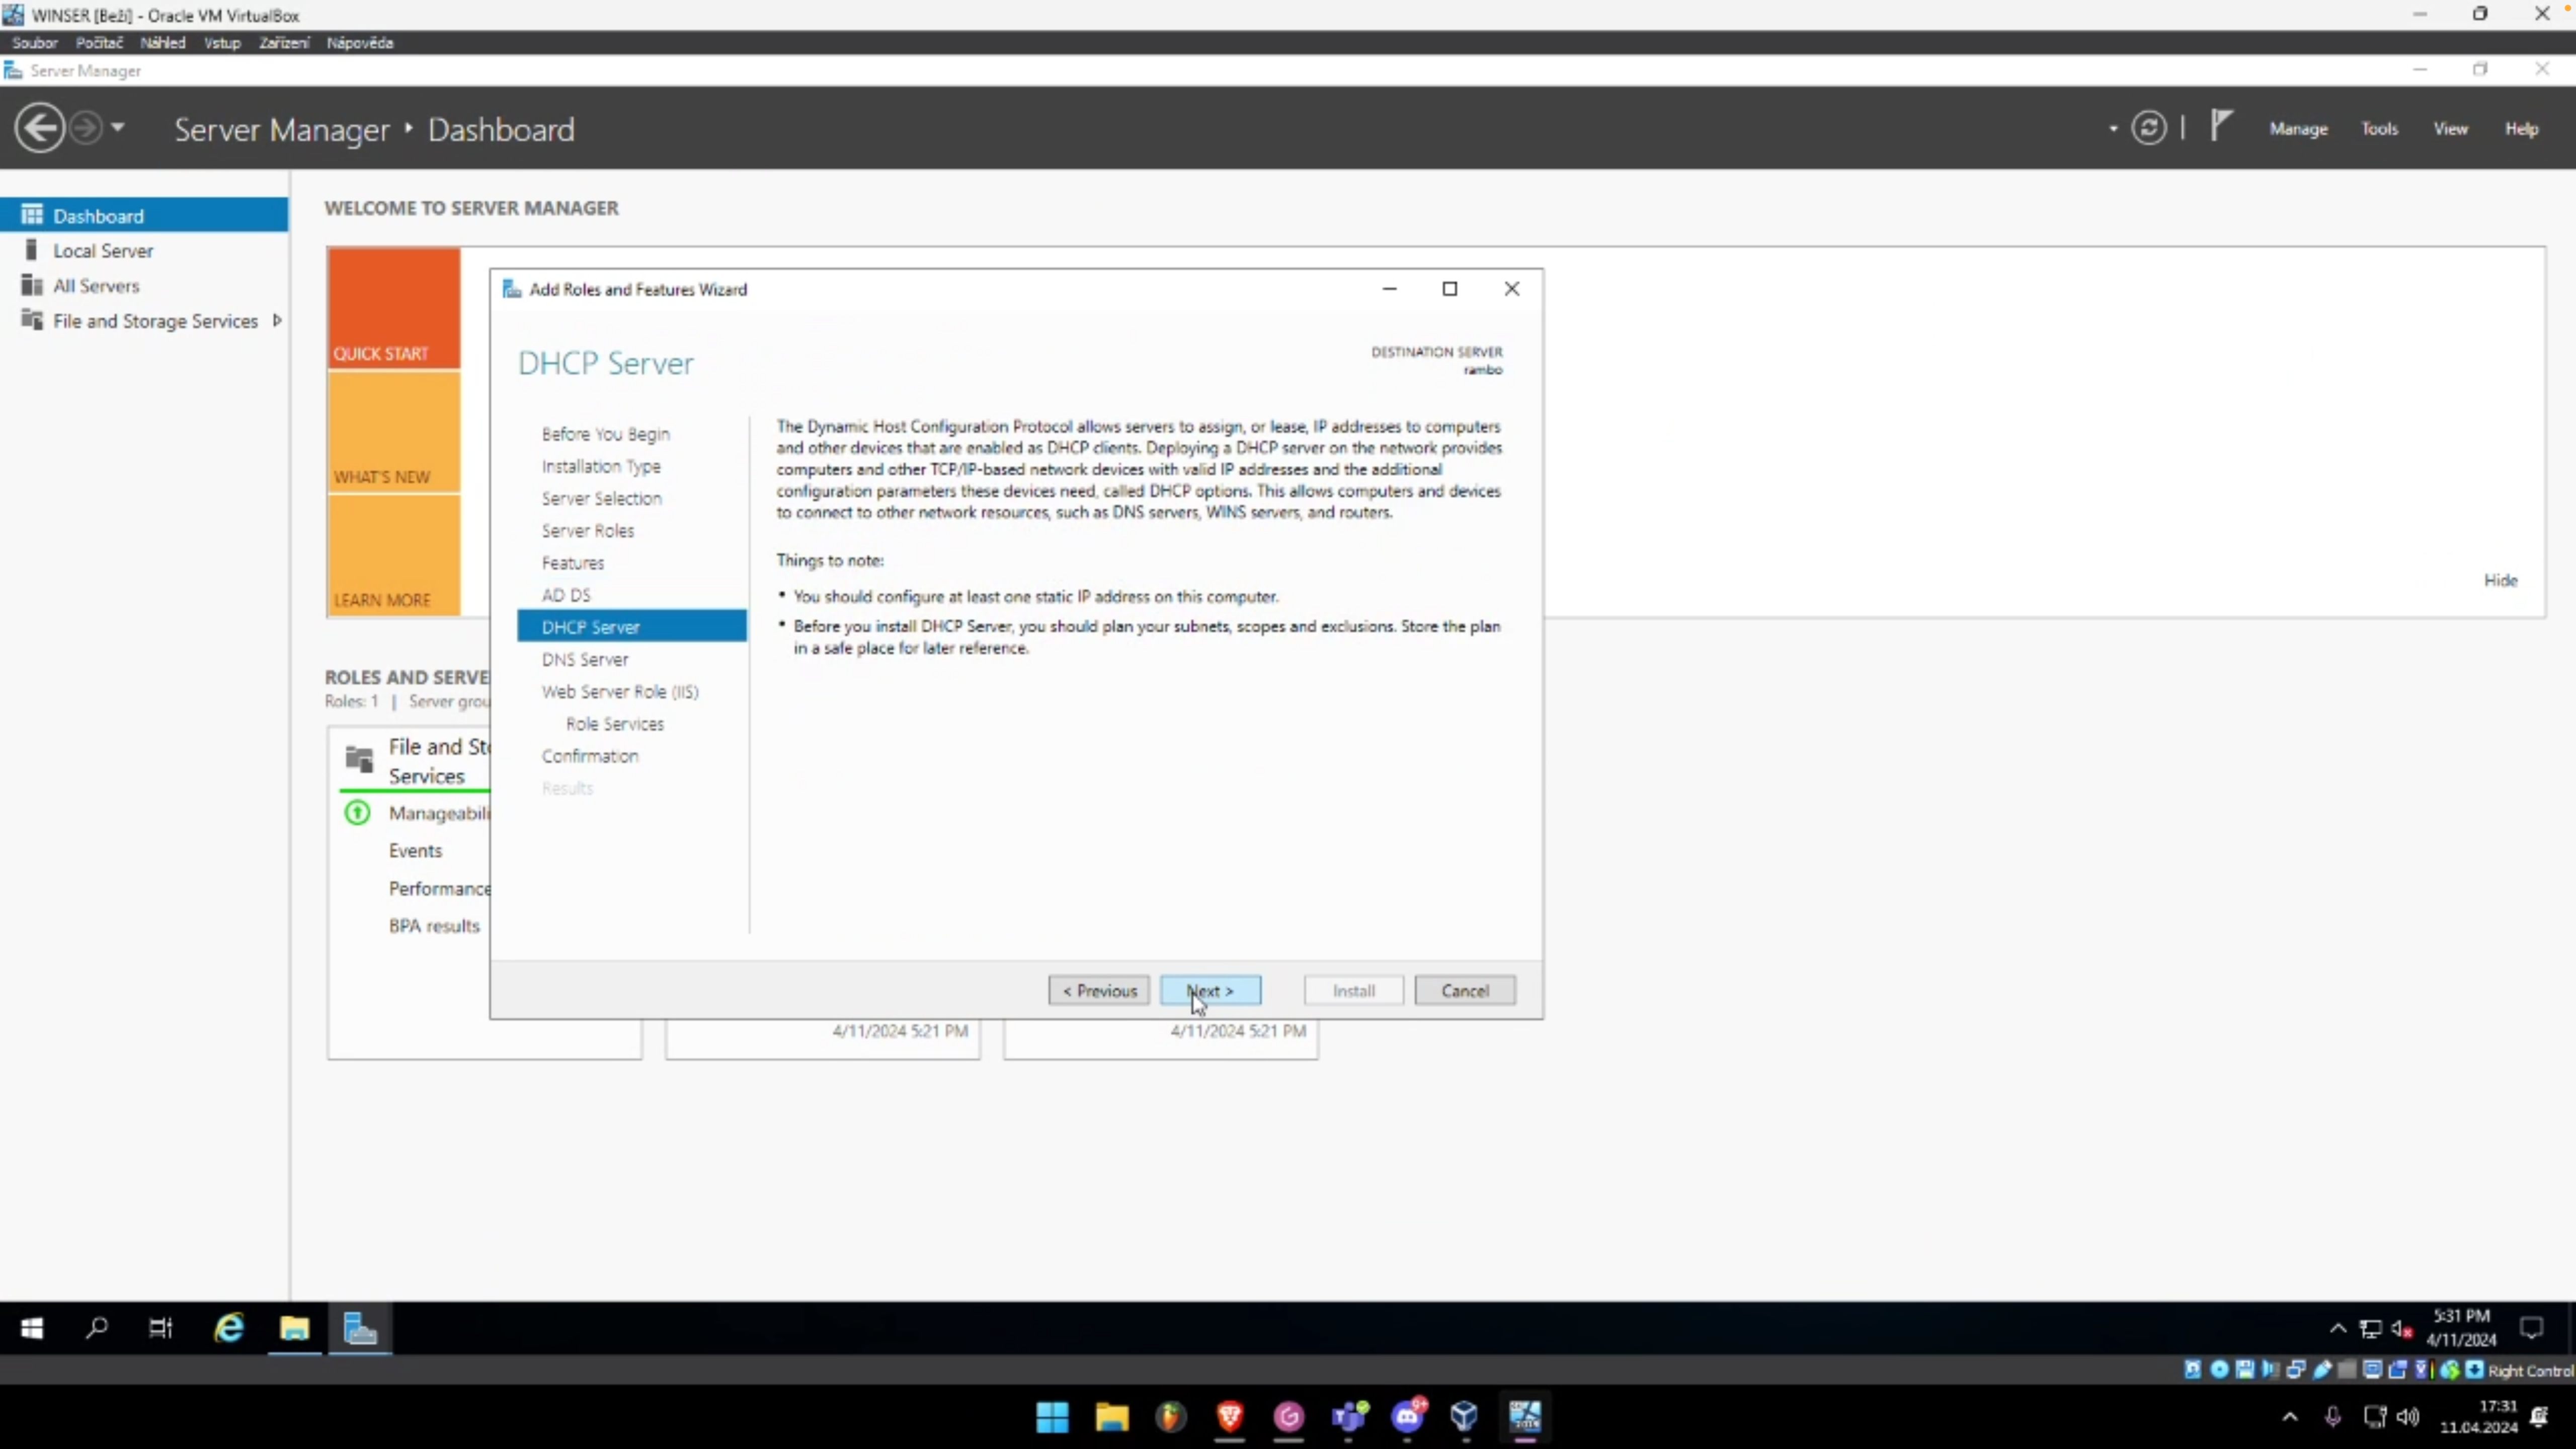 WINSER [Beží] - Oracle VM VirtualBox
Soubor Počítač Náhled Vstup Zařízení Nápověda
Server Manager
Server Manager Dashboard
Manage Tools View Help
Dashboard
Local Server
All Servers
File and Storage Services
WELCOME TO SERVER MANAGER
QUICK START
WHAT'S NEW
LEARN MORE
Hide
ROLES AND SERVE
Roles: 1 | Server grou
File and Sto
Services
Manageabili
Events
Performance
BPA results
4/11/2024 5:21 PM
4/11/2024 5:21 PM
Add Roles and Features Wizard
DHCP Server
DESTINATION SERVER
rambo
Before You Begin
Installation Type
Server Selection
Server Roles
Features
AD DS
DHCP Server
DNS Server
Web Server Role (IIS)
Role Services
Confirmation
Results
The Dynamic Host Configuration Protocol allows servers to assign, or lease, IP addresses to computers
and other devices that are enabled as DHCP clients. Deploying a DHCP server on the network provides
computers and other TCP/IP-based network devices with valid IP addresses and the additional
configuration parameters these devices need, called DHCP options. This allows computers and devices
to connect to other network resources, such as DNS servers, WINS servers, and routers.
Things to note:
• You should configure at least one static IP address on this computer.
• Before you install DHCP Server, you should plan your subnets, scopes and exclusions. Store the plan
in a safe place for later reference.
< Previous Next > Install Cancel
5:31 PM
4/11/2024
Right Control
9+
2019
17:31
11.04.2024